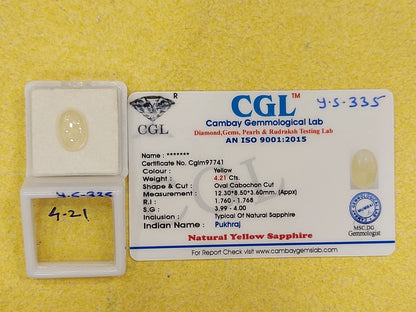 R
CGL
CGL™
Y.S-335
Cambay Gemmological Lab
Diamond,Gems, Pearls & Rudraksh Testing Lab
AN ISO 9001:2015
Name : *******
Certificate No. Cglm97741
Colour : Yellow
Weight : 4.21 Cts.
Shape & Cut : Oval Cabochon Cut
Measurement : 12.30*8.50*3.60mm. (Appx)
R.I : 1.760 - 1.768
S.G : 3.99 - 4.00
Inclusion : Typical Of Natural Sapphire
Indian Name : Pukhraj
Natural Yellow Sapphire
For Report Check Visit - www.cambaygemslab.com
MSC,DG
Gemmologist
Y.S-335
4-21